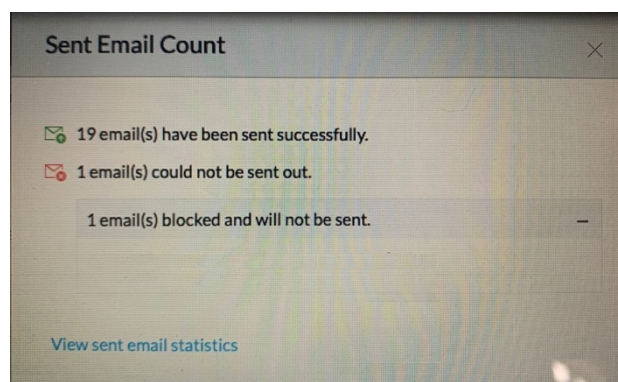 Sent Email Count
19 email(s) have been sent successfully.
1 email(s) could not be sent out.
1 email(s) blocked and will not be sent.
View sent email statistics